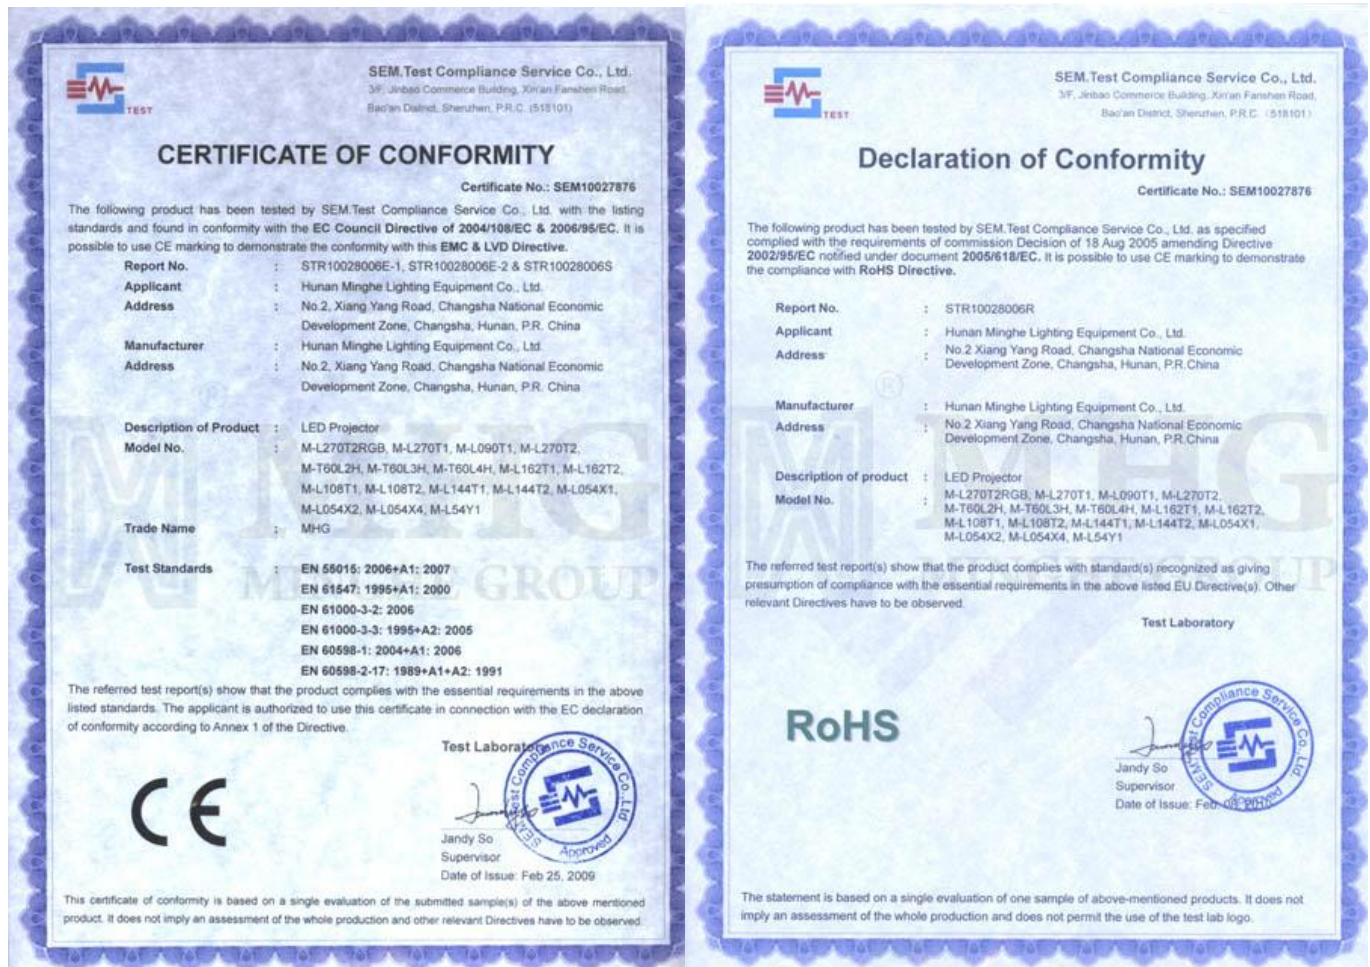 TEST
SEM.Test Compliance Service Co., Ltd.
3/F, Jinbao Commerce Building, Xin'an Fanshen Road,
Bao'an District, Shenzhen, P.R.C. (518101)
CERTIFICATE OF CONFORMITY
Certificate No.: SEM10027876
The following product has been tested by SEM.Test Compliance Service Co., Ltd. with the listing
standards and found in conformity with the EC Council Directive of 2004/108/EC & 2006/95/EC. It is
possible to use CE marking to demonstrate the conformity with this EMC & LVD Directive.
Report No. : STR10028006E-1, STR10028006E-2 & STR10028006S
Applicant : Hunan Minghe Lighting Equipment Co., Ltd.
Address : No.2, Xiang Yang Road, Changsha National Economic
Development Zone, Changsha, Hunan, P.R. China
Manufacturer : Hunan Minghe Lighting Equipment Co., Ltd.
Address : No.2, Xiang Yang Road, Changsha National Economic
Development Zone, Changsha, Hunan, P.R. China
Description of Product : LED Projector
Model No. : M-L270T2RGB, M-L270T1, M-L090T1, M-L270T2,
M-T60L2H, M-T60L3H, M-T60L4H, M-L162T1, M-L162T2,
M-L108T1, M-L108T2, M-L144T1, M-L144T2, M-L054X1,
M-L054X2, M-L054X4, M-L54Y1
Trade Name : MHG
Test Standards : EN 55015: 2006+A1: 2007
EN 61547: 1995+A1: 2000
EN 61000-3-2: 2006
EN 61000-3-3: 1995+A2: 2005
EN 60598-1: 2004+A1: 2006
EN 60598-2-17: 1989+A1+A2: 1991
The referred test report(s) show that the product complies with the essential requirements in the above
listed standards. The applicant is authorized to use this certificate in connection with the EC declaration
of conformity according to Annex 1 of the Directive.
Test Laboratory
CE
SEM.Test Compliance Service Co.,Ltd
Approved
Jandy So
Supervisor
Date of Issue: Feb 25, 2009
This certificate of conformity is based on a single evaluation of the submitted sample(s) of the above mentioned
product. It does not imply an assessment of the whole production and other relevant Directives have to be observed.
MHG
MINGHE GROUP
®
TEST
SEM.Test Compliance Service Co., Ltd.
3/F, Jinbao Commerce Building, Xin'an Fanshen Road,
Bao'an District, Shenzhen, P.R.C. (518101)
Declaration of Conformity
Certificate No.: SEM10027876
The following product has been tested by SEM.Test Compliance Service Co., Ltd. as specified
complied with the requirements of commission Decision of 18 Aug 2005 amending Directive
2002/95/EC notified under document 2005/618/EC. It is possible to use CE marking to demonstrate
the compliance with RoHS Directive.
Report No. : STR10028006R
Applicant : Hunan Minghe Lighting Equipment Co., Ltd.
Address : No.2 Xiang Yang Road, Changsha National Economic
Development Zone, Changsha, Hunan, P.R.China
Manufacturer : Hunan Minghe Lighting Equipment Co., Ltd.
Address : No.2 Xiang Yang Road, Changsha National Economic
Development Zone, Changsha, Hunan, P.R.China
Description of product : LED Projector
Model No. : M-L270T2RGB, M-L270T1, M-L090T1, M-L270T2,
M-T60L2H, M-T60L3H, M-T60L4H, M-L162T1, M-L162T2,
M-L108T1, M-L108T2, M-L144T1, M-L144T2, M-L054X1,
M-L054X2, M-L054X4, M-L54Y1
The referred test report(s) show that the product complies with standard(s) recognized as giving
presumption of compliance with the essential requirements in the above listed EU Directive(s). Other
relevant Directives have to be observed.
Test Laboratory
RoHS
SEM.Test Compliance Service Co.,Ltd
Approved
Jandy So
Supervisor
Date of Issue: Feb. 08,
The statement is based on a single evaluation of one sample of above-mentioned products. It does not
imply an assessment of the whole production and does not permit the use of the test lab logo.
MHG
GROUP
®